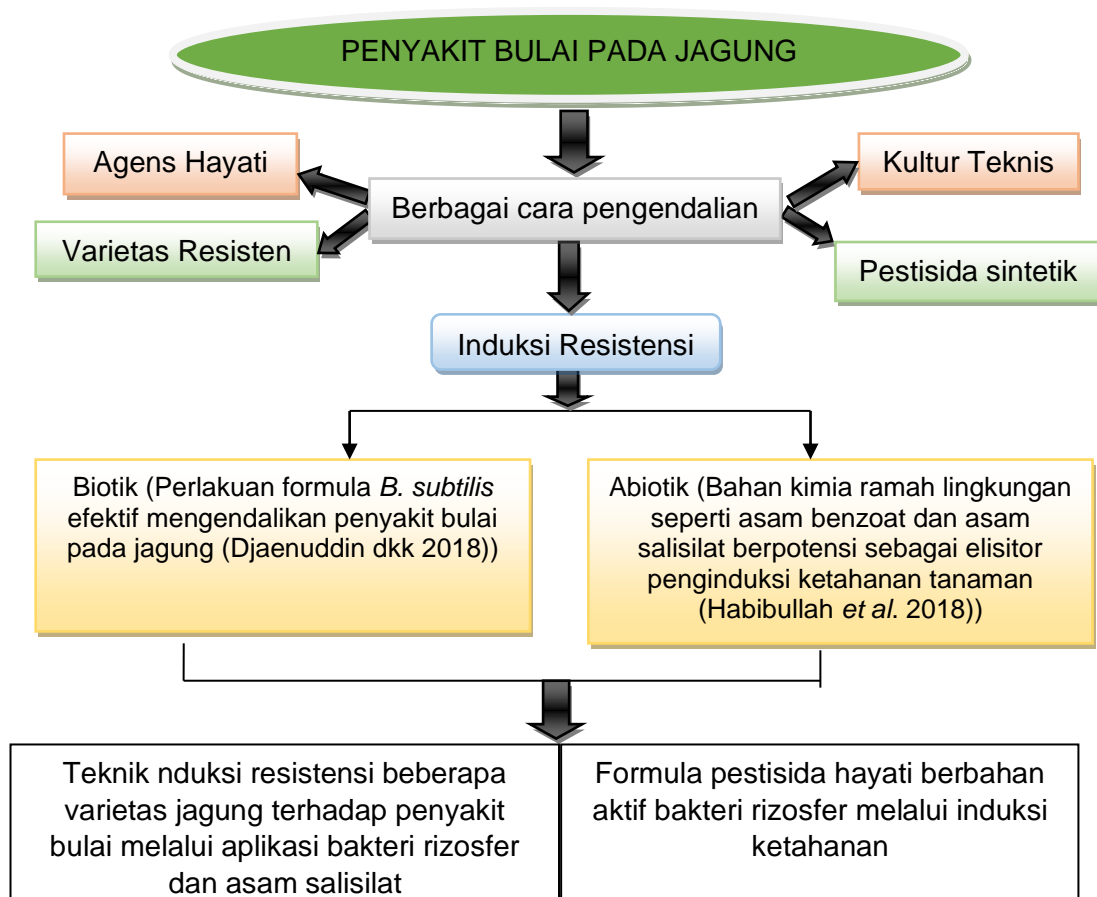 PENYAKIT BULAI PADA JAGUNG
Agens Hayati
Kultur Teknis
Berbagai cara pengendalian
Varietas Resisten
Pestisida sintetik
Induksi Resistensi
Biotik (Perlakuan formula B. subtilis
efektif mengendalikan penyakit bulai
pada jagung (Djaenuddin dkk 2018))
Abiotik (Bahan kimia ramah lingkungan
seperti asam benzoat dan asam
salisilat berpotensi sebagai elisitor
penginduksi ketahanan tanaman
(Habibullah et al. 2018))
Teknik nduksi resistensi beberapa
varietas jagung terhadap penyakit
bulai melalui aplikasi bakteri rizosfer
dan asam salisilat
Formula pestisida hayati berbahan
aktif bakteri rizosfer melalui induksi
ketahanan